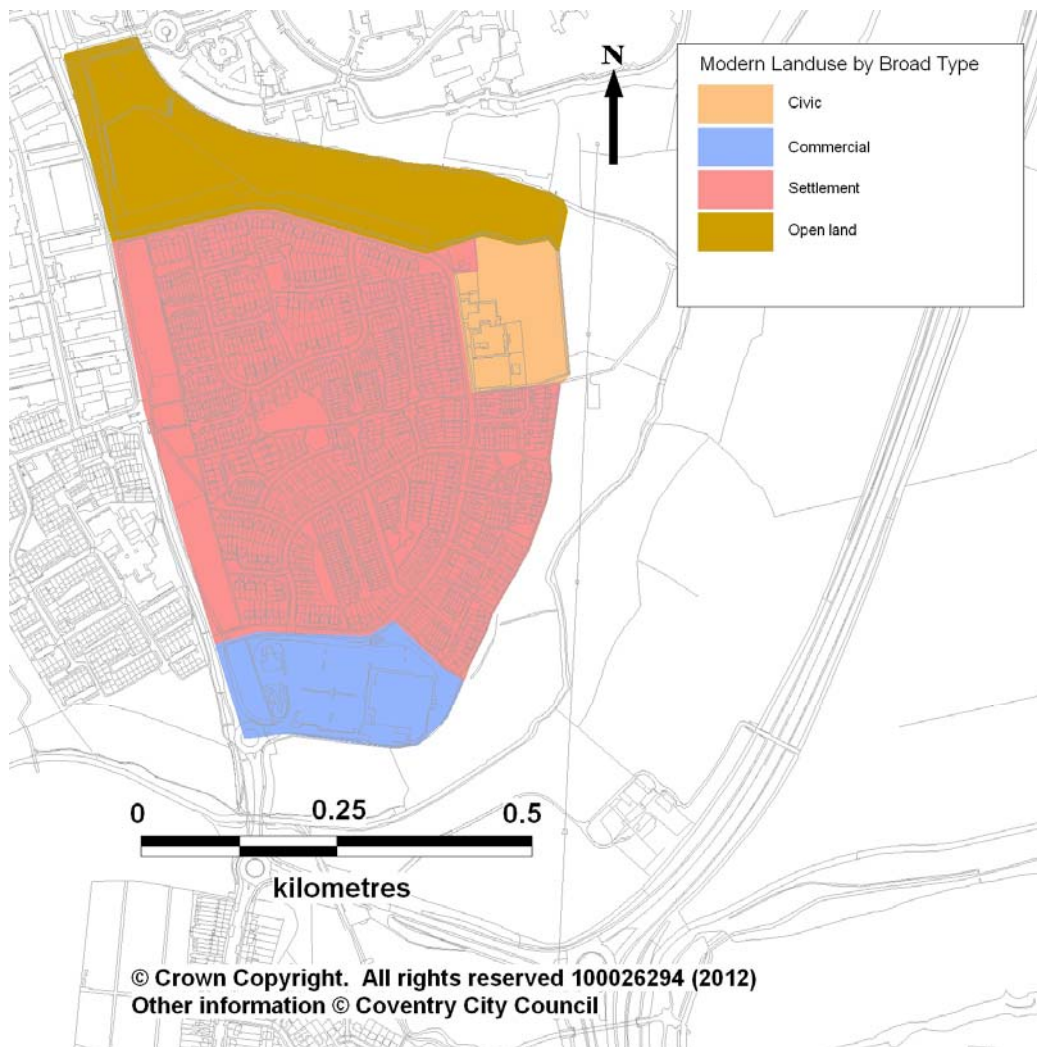 N
Modern Landuse by Broad Type
Civic
Commercial
Settlement
Open land
0 0.25 0.5
kilometres
© Crown Copyright. All rights reserved 100026294 (2012)
Other information © Coventry City Council